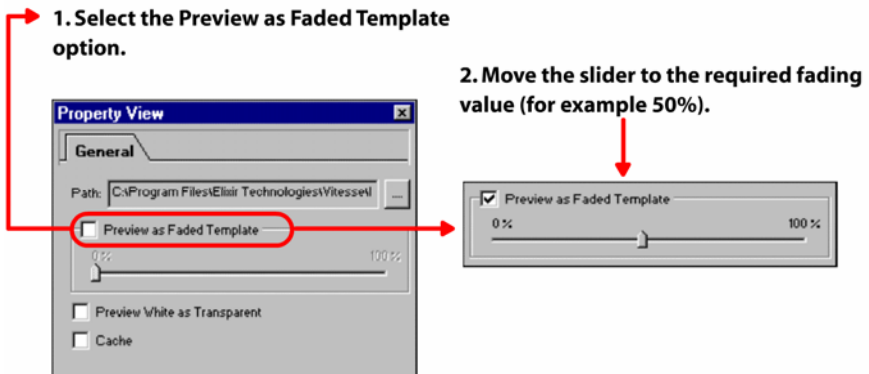 1. Select the Preview as Faded Template
option.
2. Move the slider to the required fading
value (for example 50%).
Property View
General
Path: C:\Program Files\Elixir Technologies\Vitesse\I ...
Preview as Faded Template
0 % 100 %
Preview White as Transparent
Cache
Preview as Faded Template
0 % 100 %